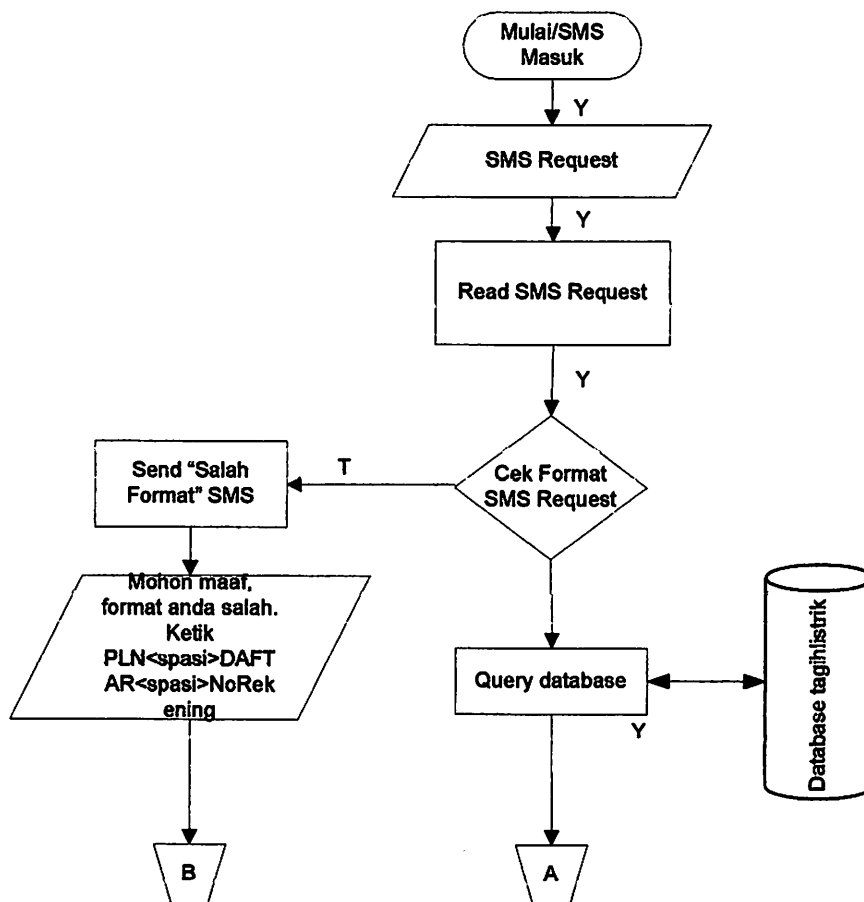 Mulai/SMS
Masuk
Y
SMS Request
Y
Read SMS Request
Y
Cek Format
SMS Request
T
Send “Salah
Format” SMS
Mohon maaf,
format anda salah.
Ketik
PLN<spasi>DAFT
AR<spasi>NoRek
ening
Query database
Y
Database tagihlistrik
B
A